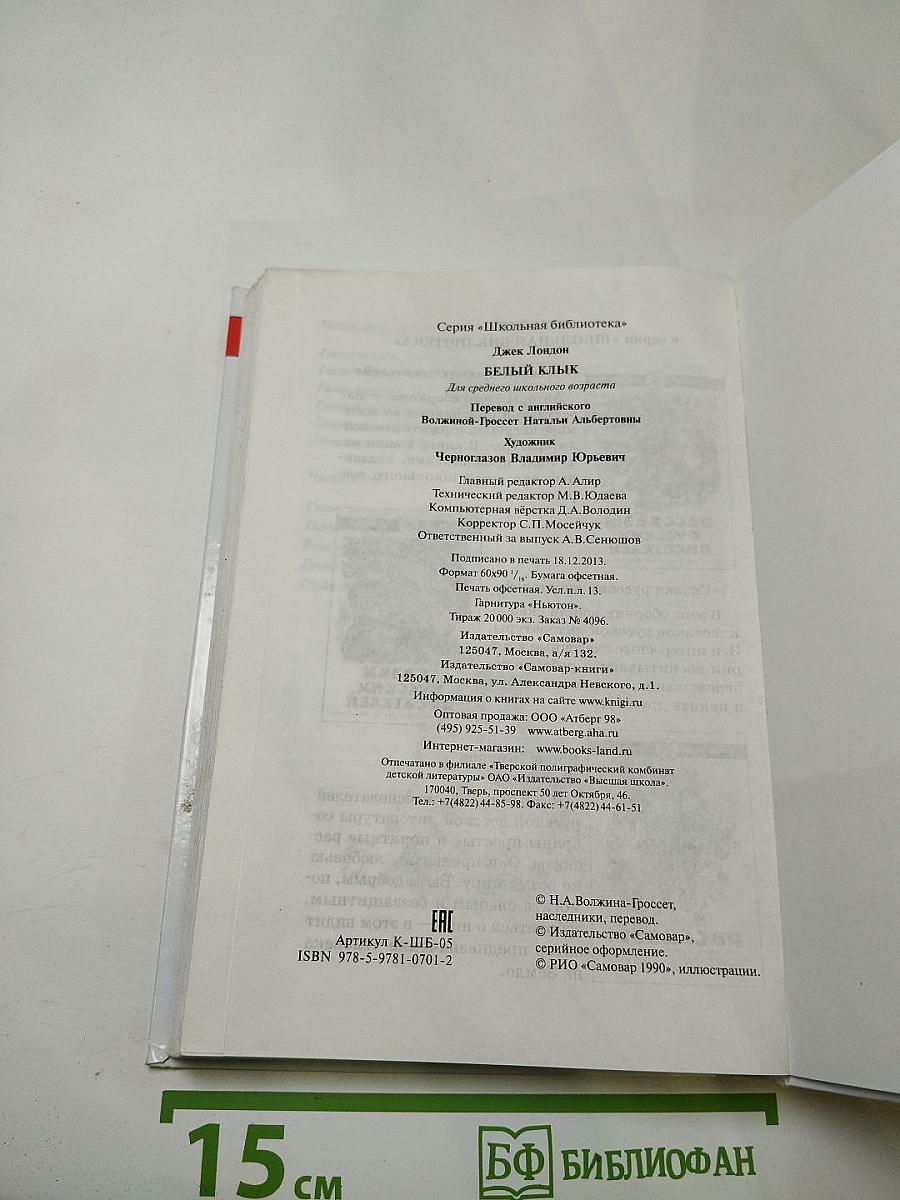 Серия «Школьная библиотека»
Джек Лондон
БЕЛЫЙ КЛЫК
Для среднего школьного возраста
Перевод с английского
Волжиной-Гроссет Натальи Альбертовны
Художник
Черноглазов Владимир Юрьевич
Главный редактор А. Алир
Технический редактор М.В.Юдаева
Компьютерная вёрстка Д.А.Володин
Корректор С.П.Мосейчук
Ответственный за выпуск А.В.Сенюшов
Подписано в печать 18.12.2013.
Формат 60х90 1/16. Бумага офсетная.
Печать офсетная. Усл.п.л. 13.
Гарнитура «Ньютон».
Тираж 20000 экз. Заказ № 4096.
Издательство «Самовар»
125047, Москва, а/я 132.
Издательство «Самовар-книги»
125047, Москва, ул. Александра Невского, д.1.
Информация о книгах на сайте www.knigi.ru
Оптовая продажа: ООО «Атберг 98»
(495) 925-51-39 www.atberg.aha.ru
Интернет-магазин: www.books-land.ru
Отпечатано в филиале «Тверской полиграфический комбинат
детской литературы» ОАО «Издательство «Высшая школа».
170040, Тверь, проспект 50 лет Октября, 46.
Тел.: +7(4822) 44-85-98. Факс: +7(4822) 44-61-51
ЕАС
Артикул К-ШБ-05
ISBN 978-5-9781-0701-2
© Н.А.Волжина-Гроссет,
наследники, перевод.
© Издательство «Самовар»,
серийное оформление.
© РИО «Самовар 1990», иллюстрации.
15 см
БФ БИБЛИОФАН